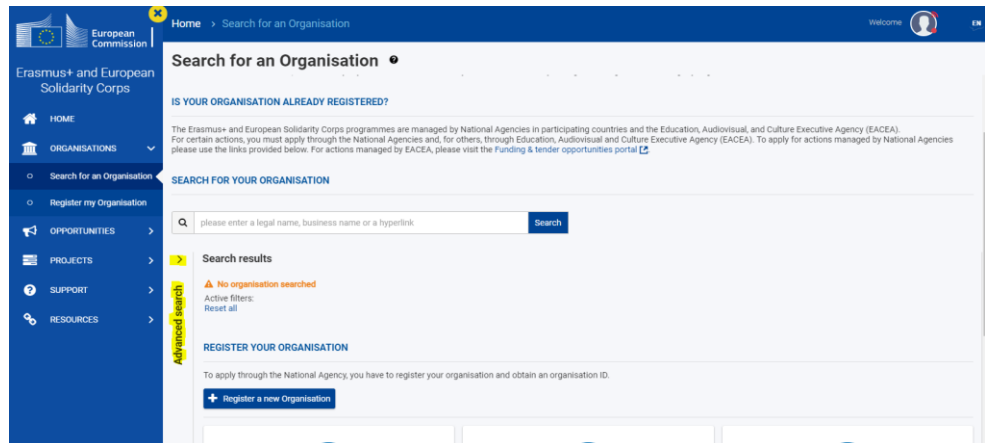 European
Commission
Home > Search for an Organisation
Welcome
EN
Erasmus+ and European
Solidarity Corps
HOME
ORGANISATIONS
Search for an Organisation
Register my Organisation
OPPORTUNITIES
PROJECTS
SUPPORT
RESOURCES
Search for an Organisation
IS YOUR ORGANISATION ALREADY REGISTERED?
The Erasmus+ and European Solidarity Corps programmes are managed by National Agencies in participating countries and the Education, Audiovisual, and Culture Executive Agency (EACEA).
For certain actions, you must apply through the National Agencies and, for others, through Education, Audiovisual and Culture Executive Agency (EACEA). To apply for actions managed by National Agencies
please use the links provided below. For actions managed by EACEA, please visit the Funding & tender opportunities portal.
SEARCH FOR YOUR ORGANISATION
please enter a legal name, business name or a hyperlink
Search
Advanced search
Search results
No organisation searched
Active filters:
Reset all
REGISTER YOUR ORGANISATION
To apply through the National Agency, you have to register your organisation and obtain an organisation ID.
+ Register a new Organisation